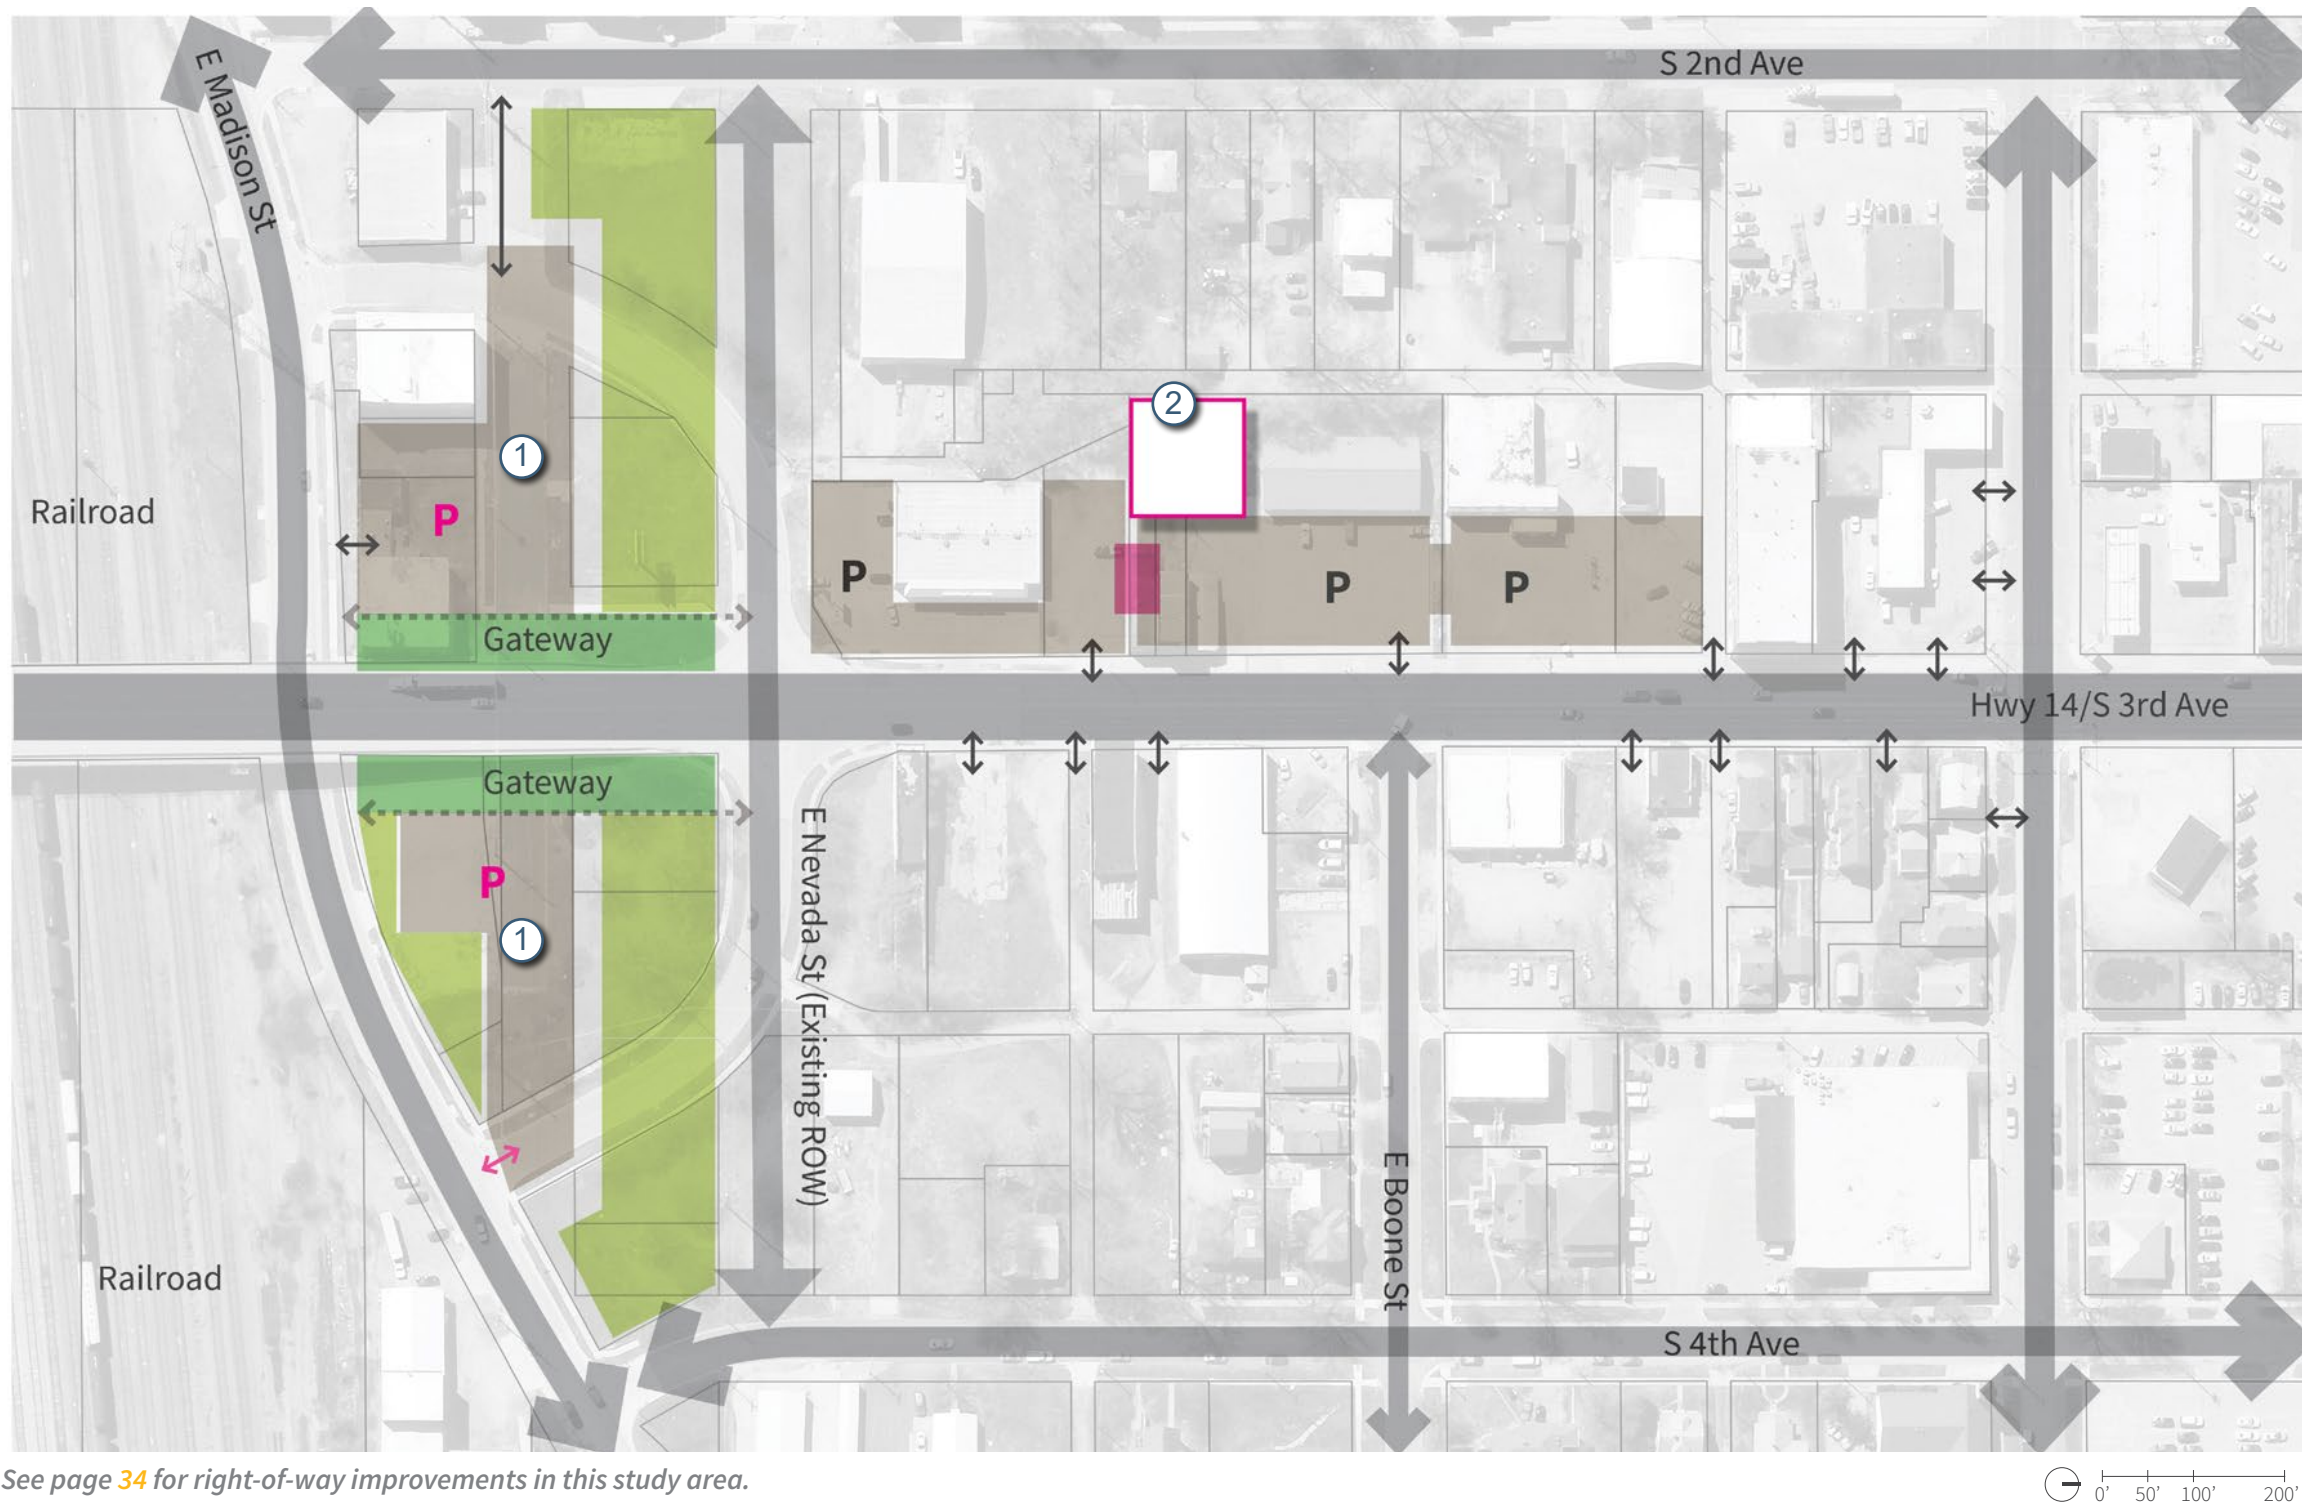 S 2nd Ave
E Madison St
2
1
Railroad
P
P
P
P
Gateway
Hwy 14/S 3rd Ave
Gateway
E Nevada St (Existing ROW)
P
1
E Boone St
Railroad
S 4th Ave
See page 34 for right-of-way improvements in this study area.
0' 50' 100' 200'